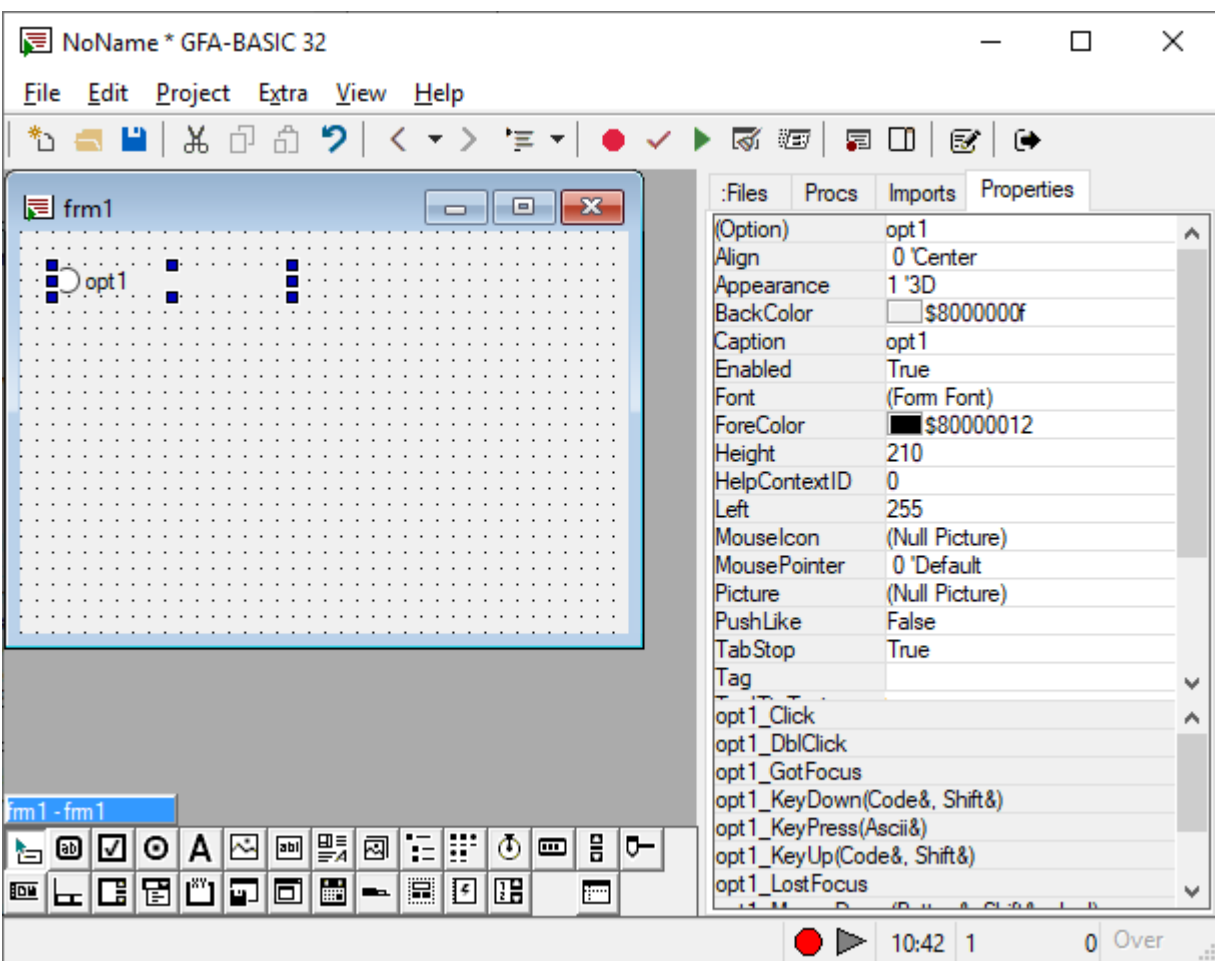 NoName * GFA-BASIC 32
File Edit Project Extra View Help
frm1
opt1
:Files Procs Imports Properties
(Option) opt1
Align 0 'Center
Appearance 1 '3D
BackColor $8000000f
Caption opt1
Enabled True
Font (Form Font)
ForeColor $80000012
Height 210
HelpContextID 0
Left 255
MouseIcon (Null Picture)
MousePointer 0 'Default
Picture (Null Picture)
PushLike False
TabStop True
Tag
opt1_Click
opt1_DblClick
opt1_GotFocus
opt1_KeyDown(Code&, Shift&)
opt1_KeyPress(Ascii&)
opt1_KeyUp(Code&, Shift&)
opt1_LostFocus
frm1 - frm1
10:42 1 0 Over